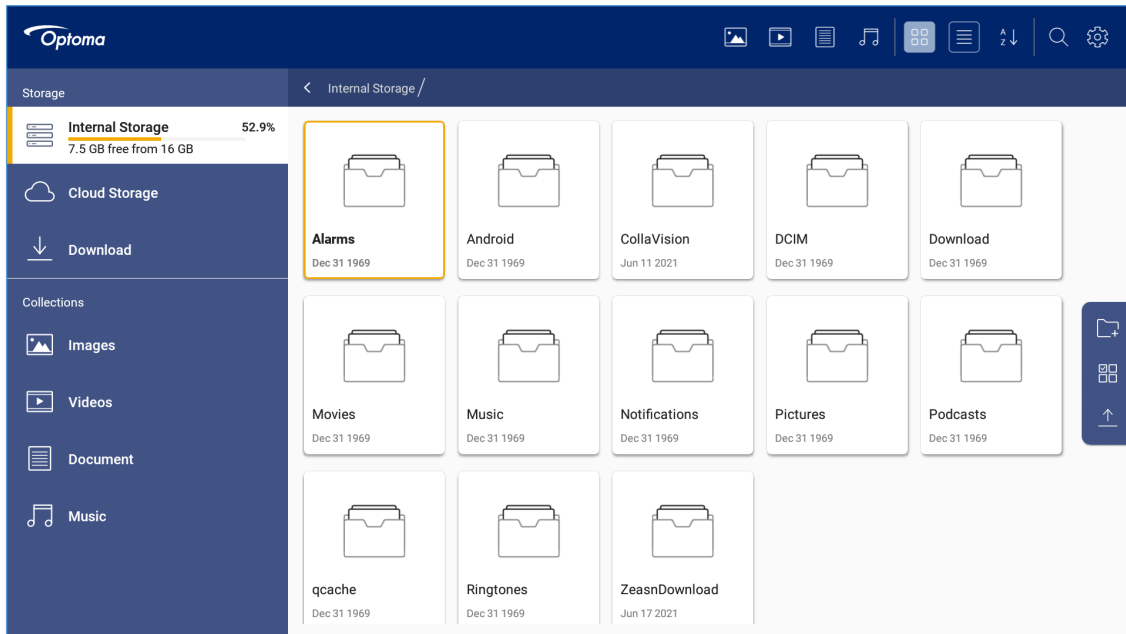 Optoma
A
Z
Storage
Internal Storage /
Internal Storage 52.9%
7.5 GB free from 16 GB
Cloud Storage
Download
Collections
Images
Videos
Document
Music
Alarms
Dec 31 1969
Android
Dec 31 1969
CollaVision
Jun 11 2021
DCIM
Dec 31 1969
Download
Dec 31 1969
Movies
Dec 31 1969
Music
Dec 31 1969
Notifications
Dec 31 1969
Pictures
Dec 31 1969
Podcasts
Dec 31 1969
qcache
Dec 31 1969
Ringtones
Dec 31 1969
ZeasnDownload
Jun 17 2021